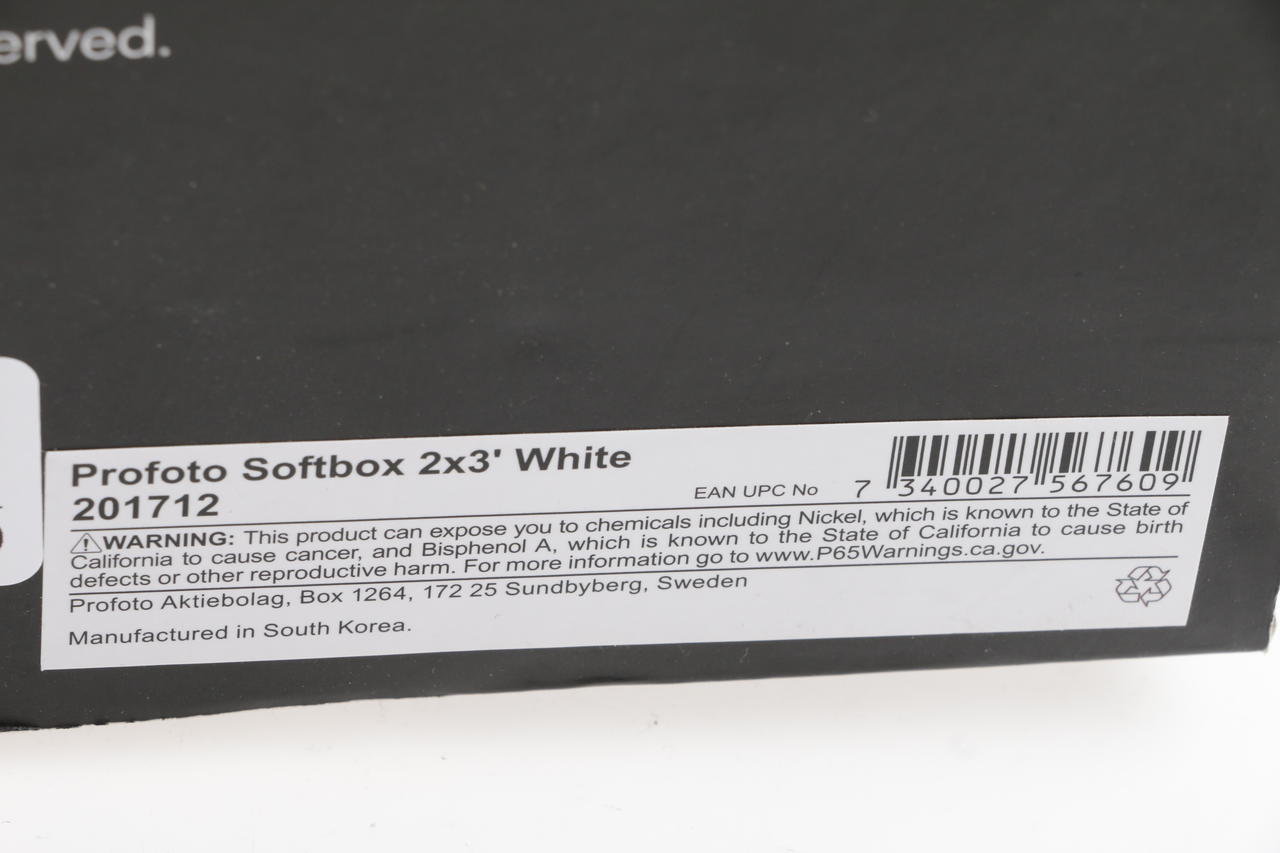 erved.
Profoto Softbox 2x3' White
201712
EAN UPC No 7 340027 567609
⚠WARNING: This product can expose you to chemicals including Nickel, which is known to the State of
California to cause cancer, and Bisphenol A, which is known to the State of California to cause birth
defects or other reproductive harm. For more information go to www.P65Warnings.ca.gov.
Profoto Aktiebolag, Box 1264, 172 25 Sundbyberg, Sweden
Manufactured in South Korea.